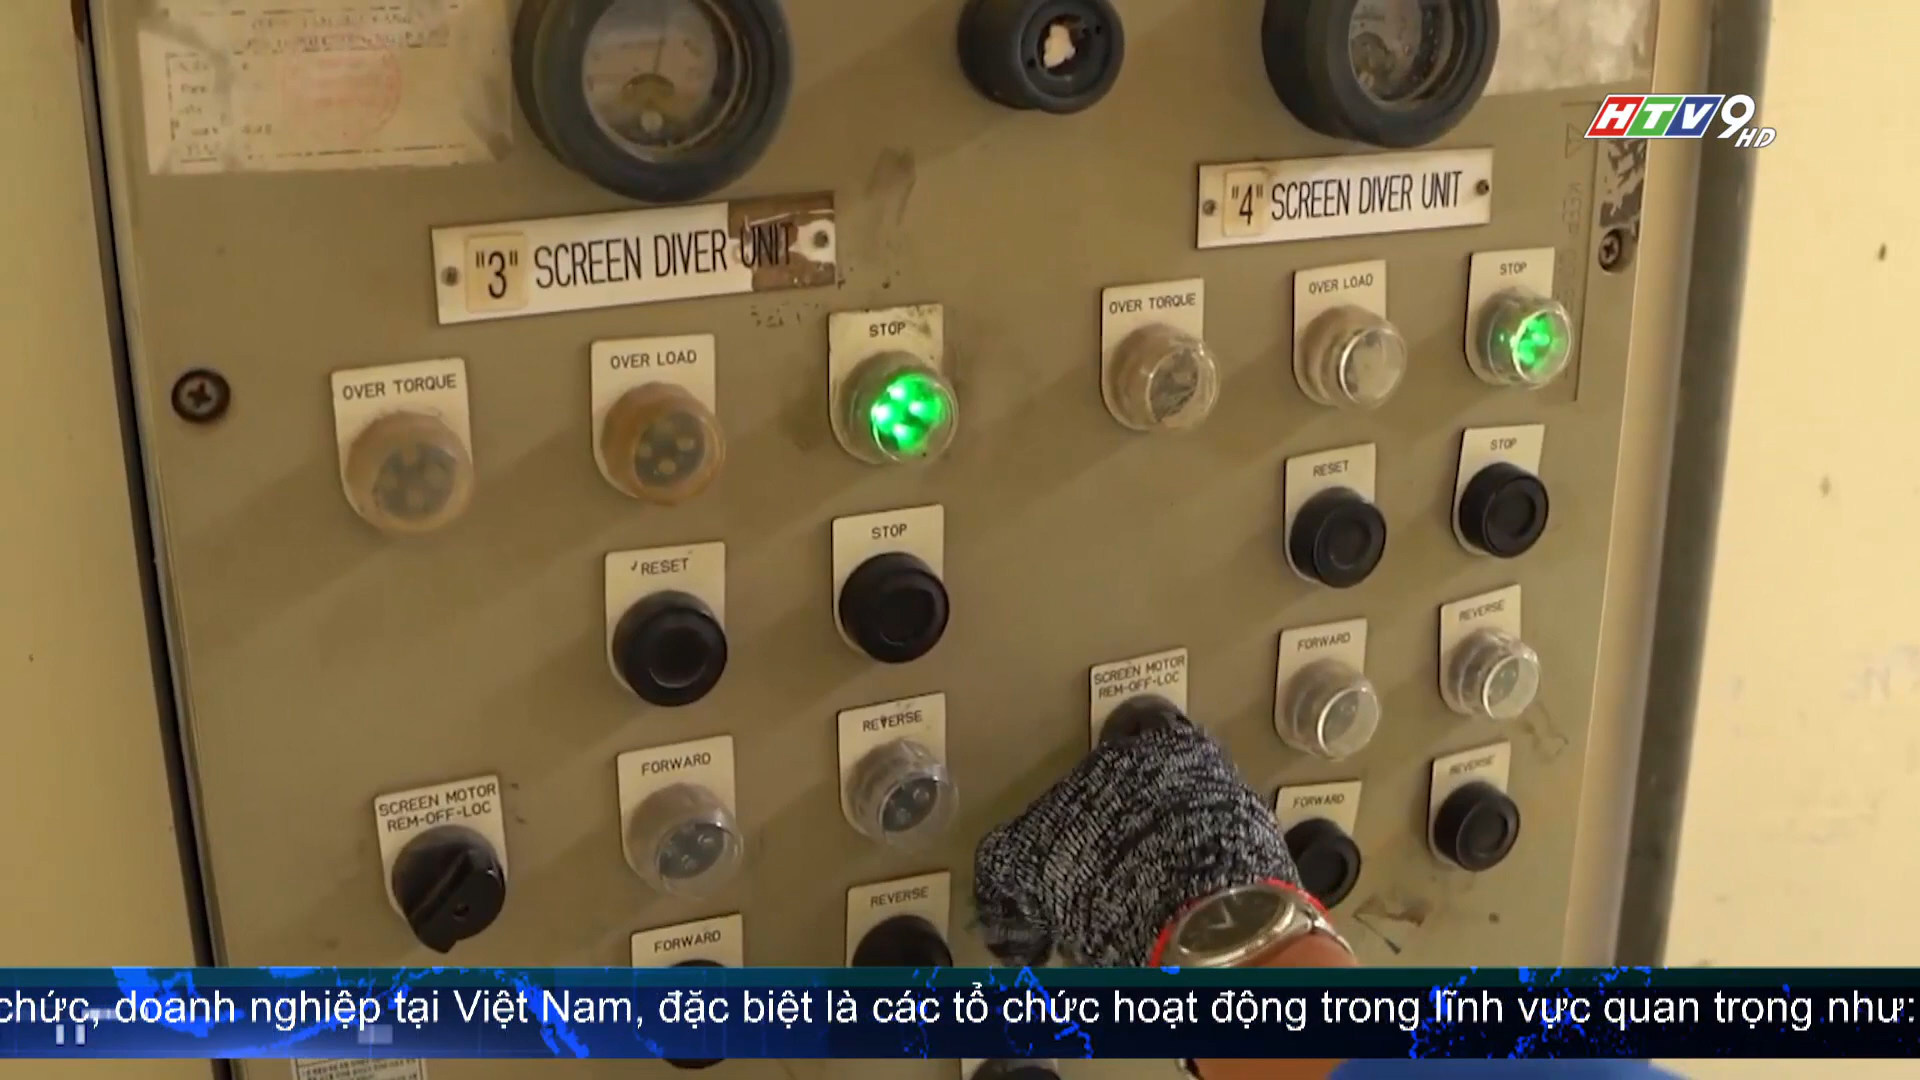 HTV9
HD
"3" SCREEN DIVER UNIT
"4" SCREEN DIVER UNIT
OVER TORQUE
OVER LOAD
STOP
OVER TORQUE
OVER LOAD
STOP
RESET
STOP
RESET
STOP
SCREEN MOTOR
REM-OFF-LOC
FORWARD
REVERSE
SCREEN MOTOR
REM-OFF-LOC
FORWARD
REVERSE
FORWARD
REVERSE
FORWARD
REVERSE
chức, doanh nghiệp tại Việt Nam, đặc biệt là các tổ chức hoạt động trong lĩnh vực quan trọng như: